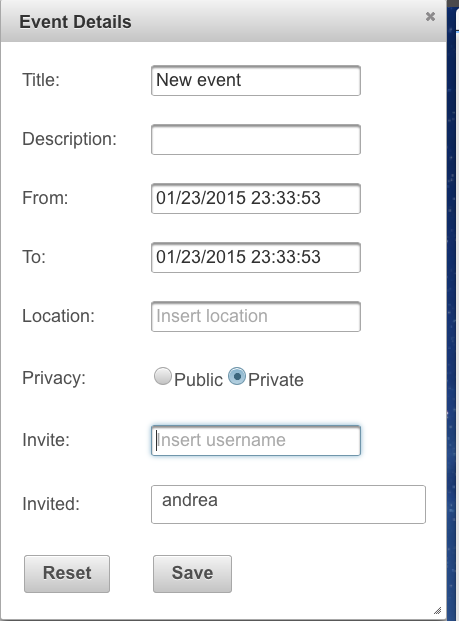 Event Details
Title: New event
Description:
From: 01/23/2015 23:33:53
To: 01/23/2015 23:33:53
Location: Insert location
Privacy: Public Private
Invite: Insert username
Invited: andrea
Reset Save